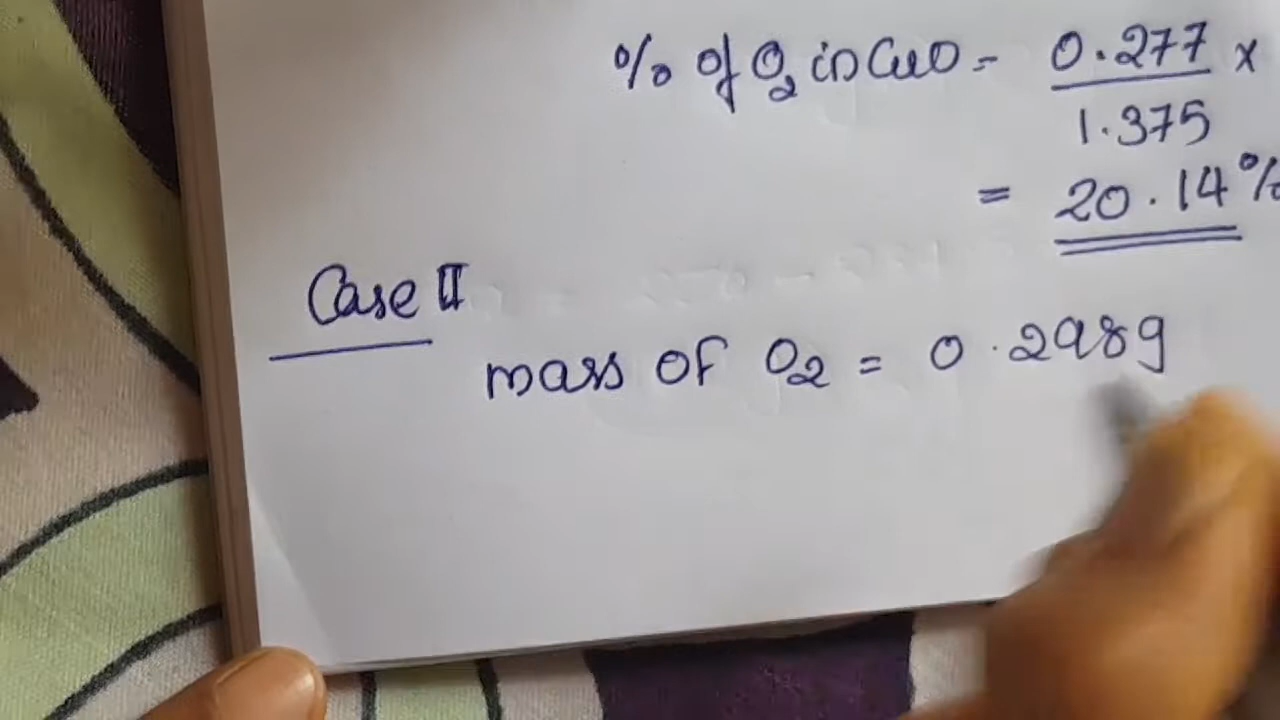 % of O₂ in CuO = 0.277 ×
1.375
= 20.14%
Case II
mass of O₂ = 0.298g